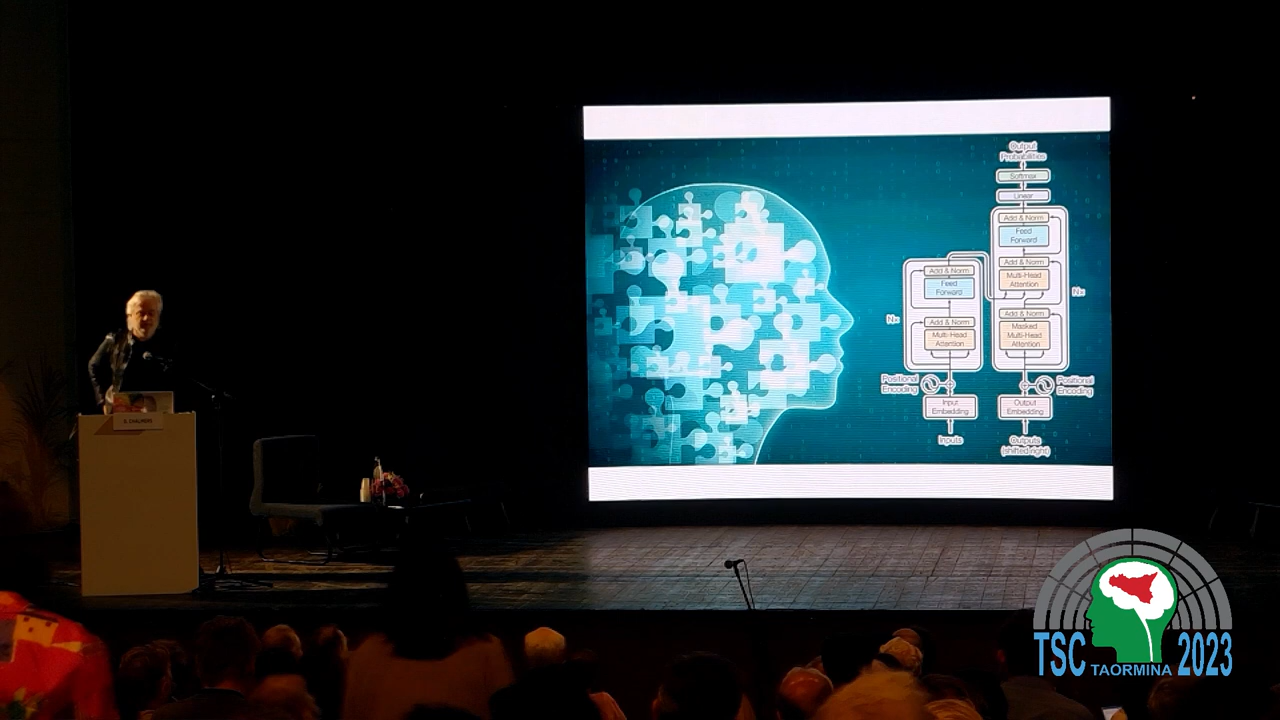 Output
Probabilities
Softmax
Linear
Add & Norm
Feed
Forward
Add & Norm
Multi-Head
Attention
Nx
Add & Norm
Masked
Multi-Head
Attention
Add & Norm
Feed
Forward
Nx
Add & Norm
Multi-Head
Attention
Positional
Encoding
Positional
Encoding
Input
Embedding
Output
Embedding
Inputs
Outputs
(shifted right)
D. CHALMERS
TSC TAORMINA 2023